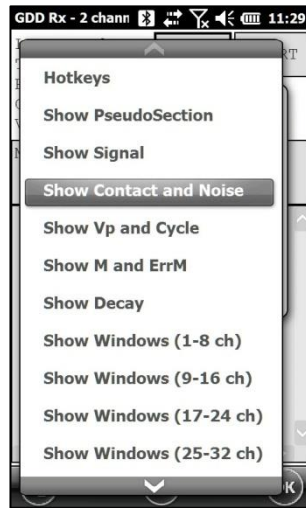 GDD Rx - 2 chann 11:29
RT
Hotkeys
Show PseudoSection
Show Signal
Show Contact and Noise
Show Vp and Cycle
Show M and ErrM
Show Decay
Show Windows (1-8 ch)
Show Windows (9-16 ch)
Show Windows (17-24 ch)
Show Windows (25-32 ch)